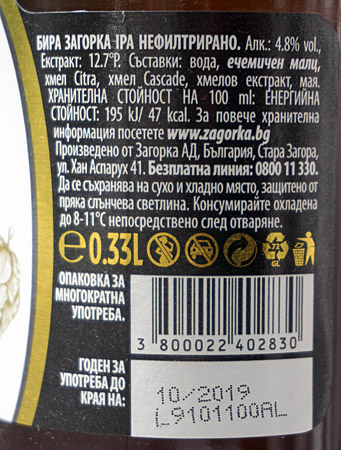 БИРА ЗАГОРКА IPA НЕФИЛТРИРАНО. Алк.: 4.8% vol.,
Екстракт: 12.7°P. Съставки: вода, ечемичен малц,
хмел Citra, хмел Cascade, хмелов екстракт, мая.
ХРАНИТЕЛНА СТОЙНОСТ НА 100 ml: ЕНЕРГИЙНА
СТОЙНОСТ: 195 kJ/ 47 kcal. За повече хранителна
информация посетете www.zagorka.bg
Произведено от Загорка АД, България, Стара Загора,
ул. Хан Аспарух 41. Безплатна линия: 0800 11 330.
Да се съхранява на сухо и хладно място, защитено от
пряка слънчева светлина. Консумирайте охладена
до 8-11°C непосредствено след отваряне.
e 0.33L 18 72 GL
ОПАКОВКА ЗА
МНОГОКРАТНА
УПОТРЕБА.
3 800022 402830
ГОДЕН ЗА
УПОТРЕБА ДО
КРАЯ НА:
10/2019
L9101100AL